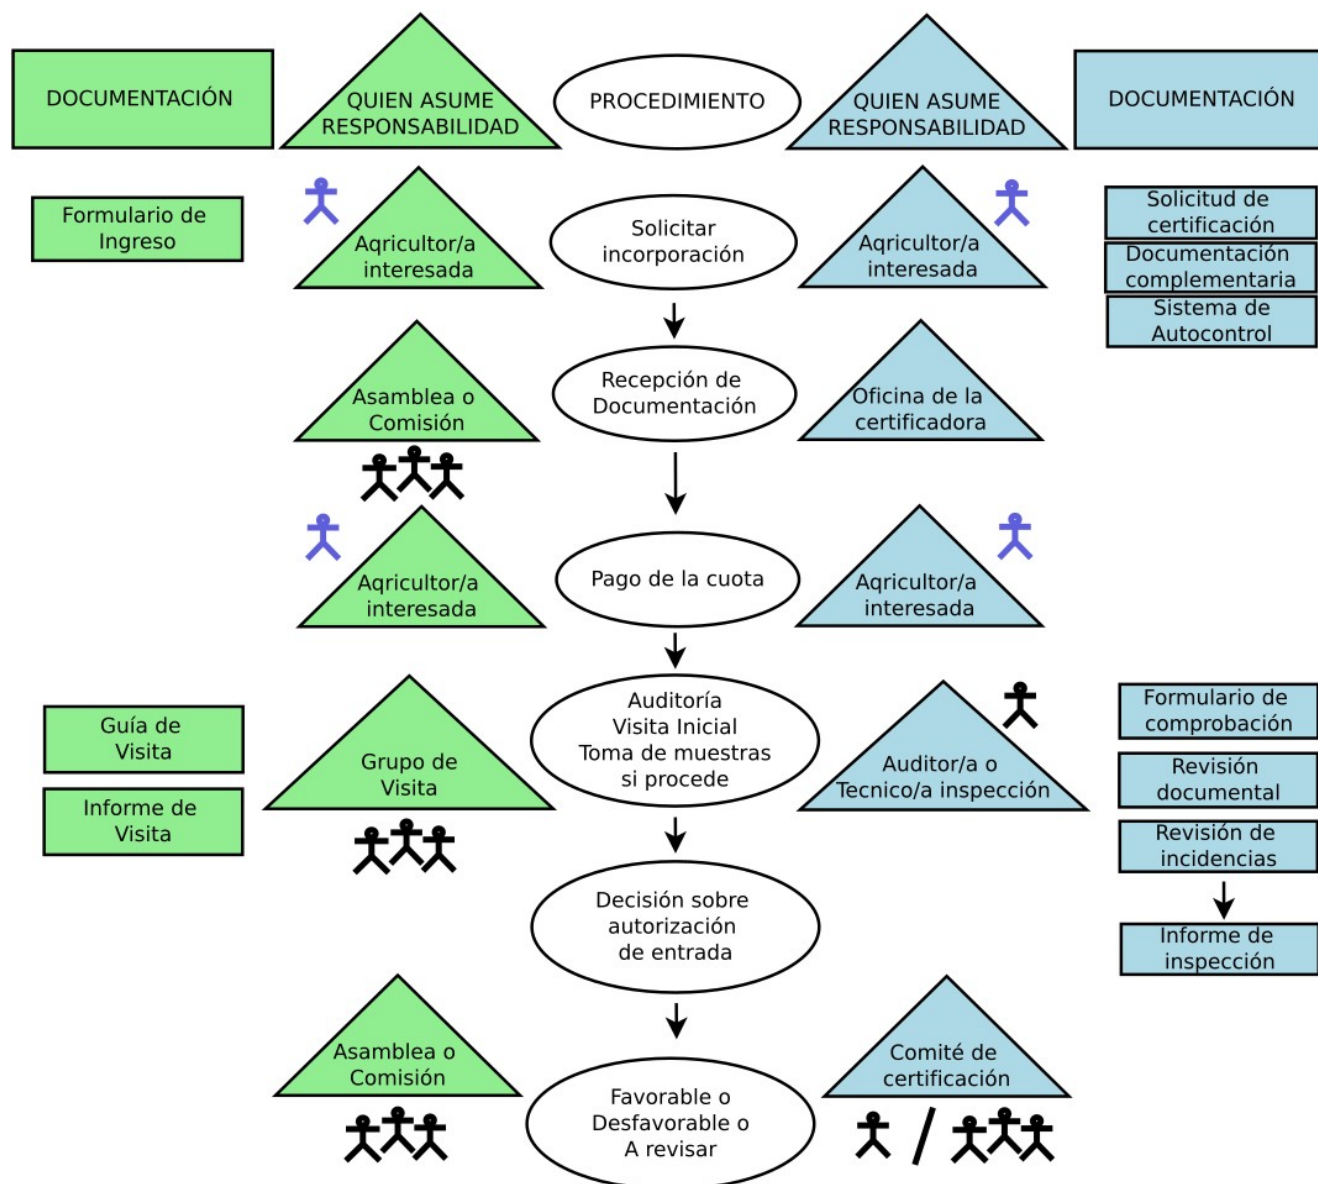 DOCUMENTACIÓN
QUIEN ASUME
RESPONSABILIDAD
PROCEDIMIENTO
QUIEN ASUME
RESPONSABILIDAD
DOCUMENTACIÓN
Formulario de
Ingreso
Aqricultor/a
interesada
Solicitar
incorporación
Aqricultor/a
interesada
Solicitud de
certificación
Documentación
complementaria
Sistema de
Autocontrol
Asamblea o
Comisión
Recepción de
Documentación
Oficina de la
certificadora
Aqricultor/a
interesada
Pago de la cuota
Aqricultor/a
interesada
Guía de
Visita
Informe de
Visita
Grupo de
Visita
Auditoría
Visita Inicial
Toma de muestras
si procede
Auditor/a o
Tecnico/a inspección
Formulario de
comprobación
Revisión
documental
Revisión de
incidencias
Informe de
inspección
Decisión sobre
autorización
de entrada
Asamblea o
Comisión
Favorable o
Desfavorable o
A revisar
Comité de
certificación